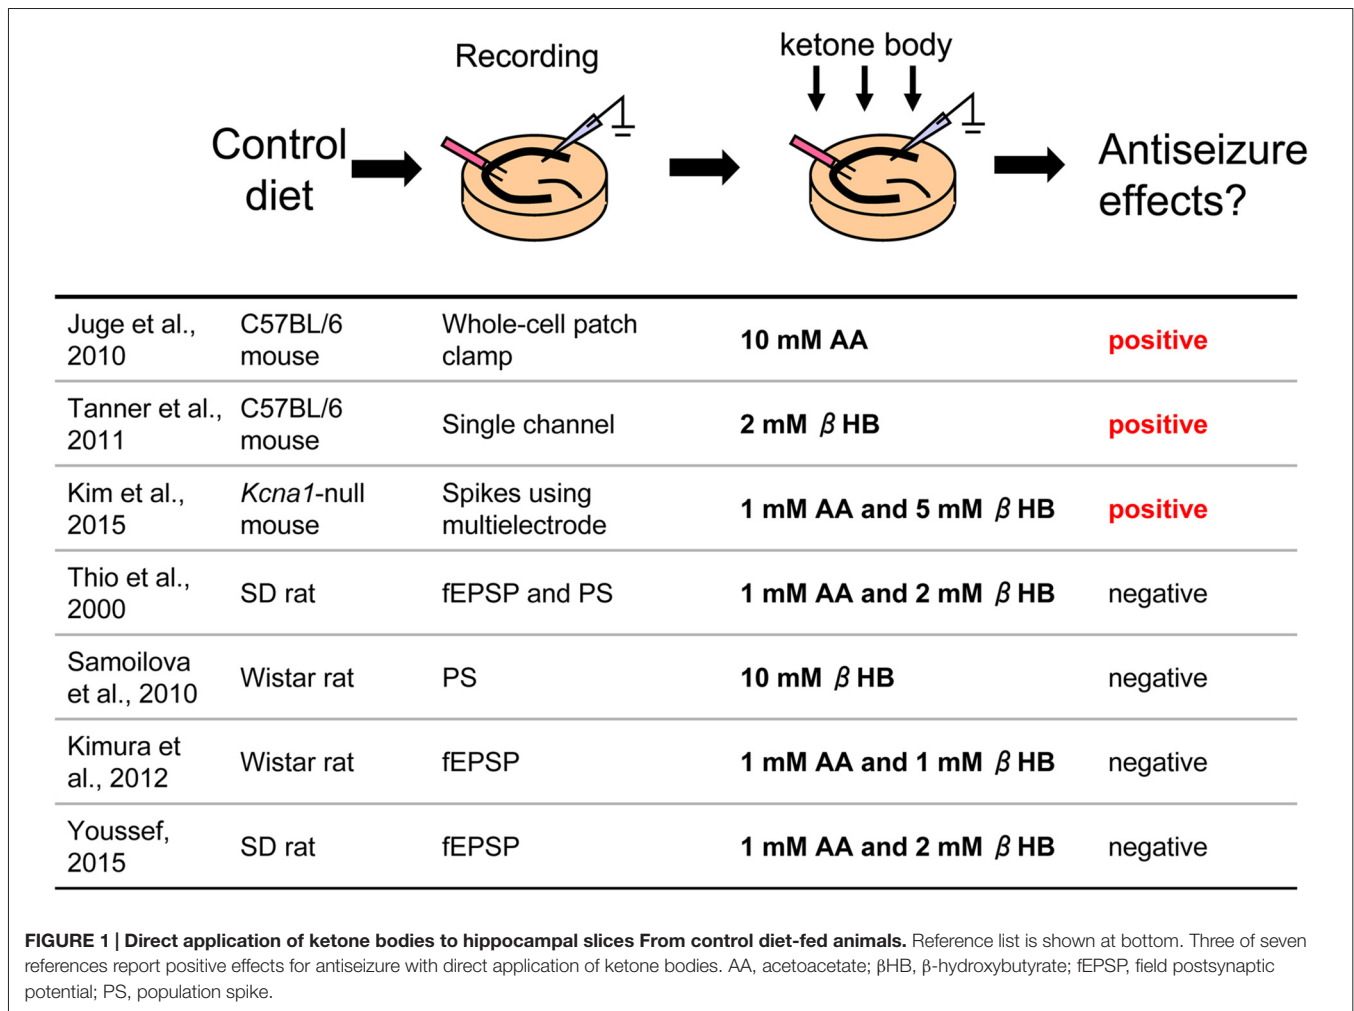 Recording
ketone body
Control
diet
Antiseizure
effects?
Juge et al.,
2010
C57BL/6
mouse
Whole-cell patch
clamp
10 mM AA
positive
Tanner et al.,
2011
C57BL/6
mouse
Single channel
2 mM β HB
positive
Kim et al.,
2015
Kcna1-null
mouse
Spikes using
multielectrode
1 mM AA and 5 mM β HB
positive
Thio et al.,
2000
SD rat
fEPSP and PS
1 mM AA and 2 mM β HB
negative
Samoilova
et al., 2010
Wistar rat
PS
10 mM β HB
negative
Kimura et
al., 2012
Wistar rat
fEPSP
1 mM AA and 1 mM β HB
negative
Youssef,
2015
SD rat
fEPSP
1 mM AA and 2 mM β HB
negative
FIGURE 1 | Direct application of ketone bodies to hippocampal slices From control diet-fed animals. Reference list is shown at bottom. Three of seven
references report positive effects for antiseizure with direct application of ketone bodies. AA, acetoacetate; βHB, β-hydroxybutyrate; fEPSP, field postsynaptic
potential; PS, population spike.